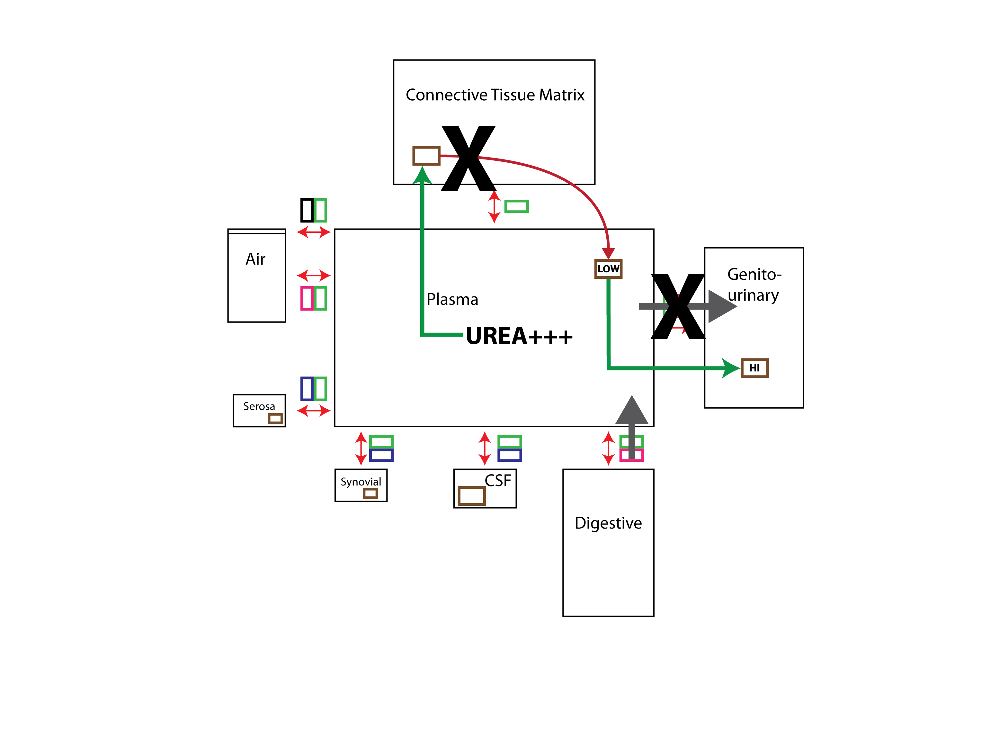 Connective Tissue Matrix
Air
LOW
Genito-
urinary
Plasma
UREA+++
HI
Serosa
Synovial
CSF
Digestive
X
X